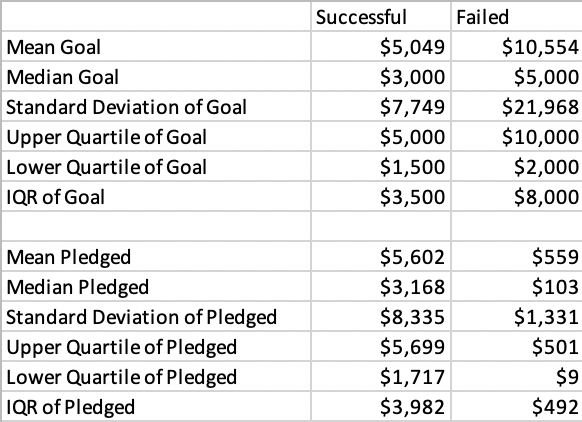 Successful Failed
Mean Goal $5,049 $10,554
Median Goal $3,000 $5,000
Standard Deviation of Goal $7,749 $21,968
Upper Quartile of Goal $5,000 $10,000
Lower Quartile of Goal $1,500 $2,000
IQR of Goal $3,500 $8,000
Mean Pledged $5,602 $559
Median Pledged $3,168 $103
Standard Deviation of Pledged $8,335 $1,331
Upper Quartile of Pledged $5,699 $501
Lower Quartile of Pledged $1,717 $9
IQR of Pledged $3,982 $492